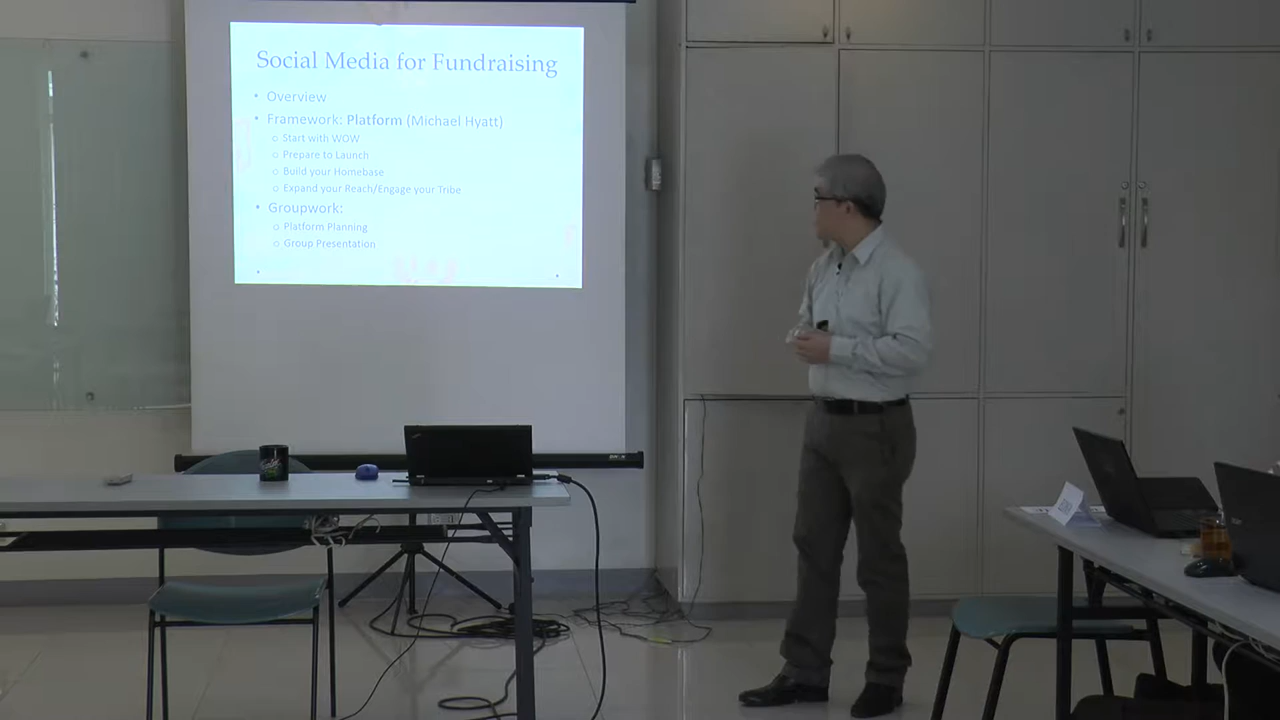 Social Media for Fundraising
• Overview
• Framework: Platform (Michael Hyatt)
o Start with WOW
o Prepare to Launch
o Build your Homebase
o Expand your Reach/Engage your Tribe
• Groupwork:
o Platform Planning
o Group Presentation